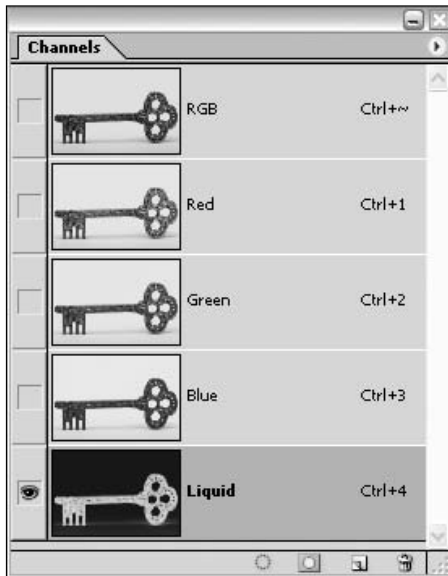 Channels
RGB Ctrl+~
Red Ctrl+1
Green Ctrl+2
Blue Ctrl+3
Liquid Ctrl+4